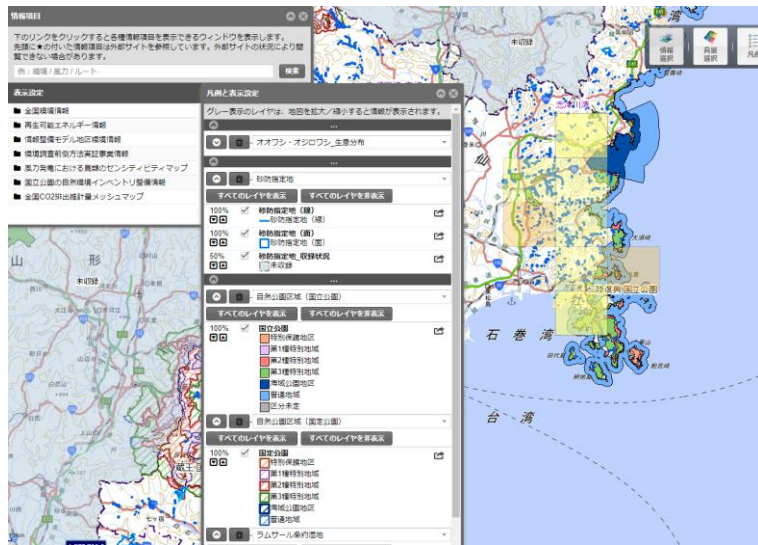 情報項目
下のリンクをクリックすると各種情報項目を表示できるウィンドウを表示します。
先頭に★の付いた情報項目は外部サイトを参照しています。外部サイトの状況により閲
覧できない場合があります。
例：環境 / 風力 / ルート
検索
表示設定
全国環境情報
再生可能エネルギー情報
情報整備モデル地区環境情報
環境調査前倒方法実証事業情報
風力発電における鳥類のセンシティビティマップ
国立公園の自然環境インベントリ整備情報
全国CO2排出推計量メッシュマップ
凡例と表示設定
グレー表示のレイヤは、地図を拡大／縮小すると情報が表示されます。
...
オオワシ・オジロワシ_生息分布
...
砂防指定地
すべてのレイヤを表示 すべてのレイヤを非表示
100% 砂防指定地（線）
砂防指定地（線）
100% 砂防指定地（面）
砂防指定地（面）
50% 砂防指定地_収録状況
未収録
...
自然公園区域（国立公園）
すべてのレイヤを表示 すべてのレイヤを非表示
100% 国立公園
特別保護地区
第1種特別地域
第2種特別地域
第3種特別地域
海域公園地区
普通地域
区分未定
自然公園区域（国定公園）
すべてのレイヤを表示 すべてのレイヤを非表示
100% 国定公園
特別保護地区
第1種特別地域
第2種特別地域
第3種特別地域
海域公園地区
普通地域
ラムサール条約湿地
情報
選択
背景
選択
凡例
未収録
志津川湾
湾
仙
石巻湾
台湾
復興国立公園
山形
未収録
蔵王
七ヶ宿